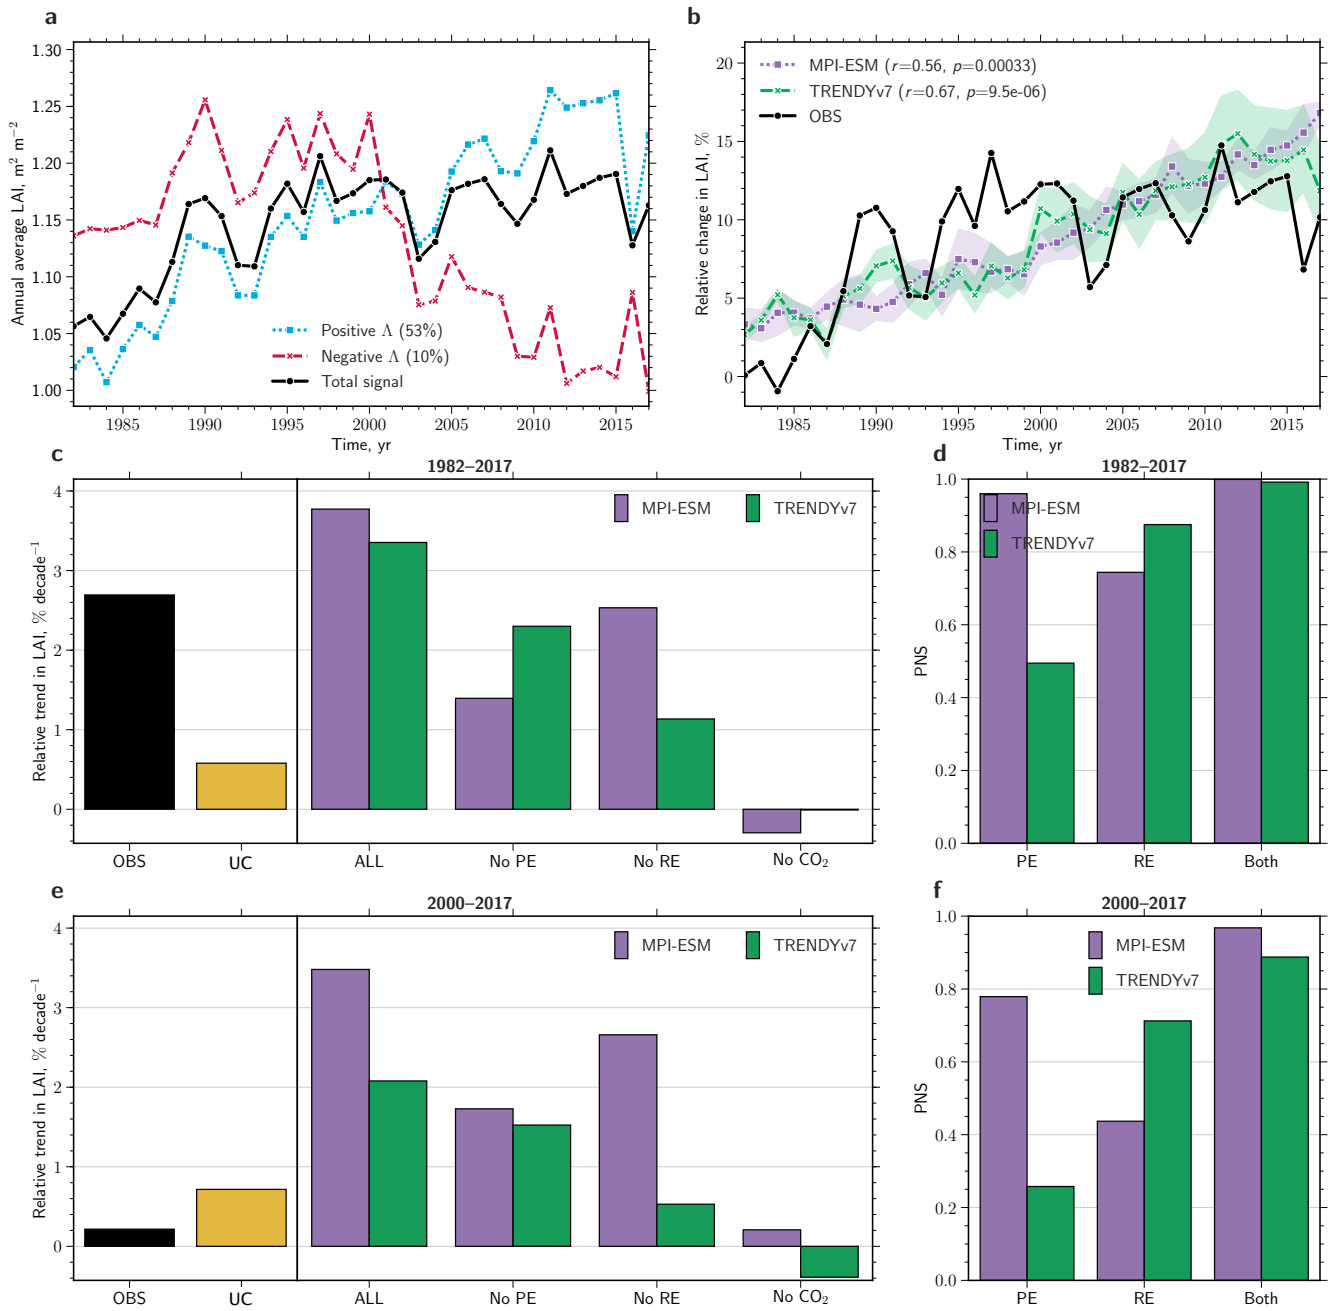 a
1.30
1.25
1.20
1.15
1.10
1.05
1.00
Annual average LAI, m² m⁻²
Positive Λ (53%)
Negative Λ (10%)
Total signal
1985 1990 1995 2000 2005 2010 2015
Time, yr
b
20
15
10
5
0
Relative change in LAI, %
MPI-ESM (r=0.56, p=0.00033)
TRENDYv7 (r=0.67, p=9.5e-06)
OBS
1985 1990 1995 2000 2005 2010 2015
Time, yr
c
1982–2017
4
3
2
1
0
Relative trend in LAI, % decade⁻¹
MPI-ESM
TRENDYv7
OBS UC ALL No PE No RE No CO₂
d
1982–2017
1.0
0.8
0.6
0.4
0.2
0.0
PNS
MPI-ESM
TRENDYv7
PE RE Both
e
2000–2017
4
3
2
1
0
Relative trend in LAI, % decade⁻¹
MPI-ESM
TRENDYv7
OBS UC ALL No PE No RE No CO₂
f
2000–2017
1.0
0.8
0.6
0.4
0.2
0.0
PNS
MPI-ESM
TRENDYv7
PE RE Both